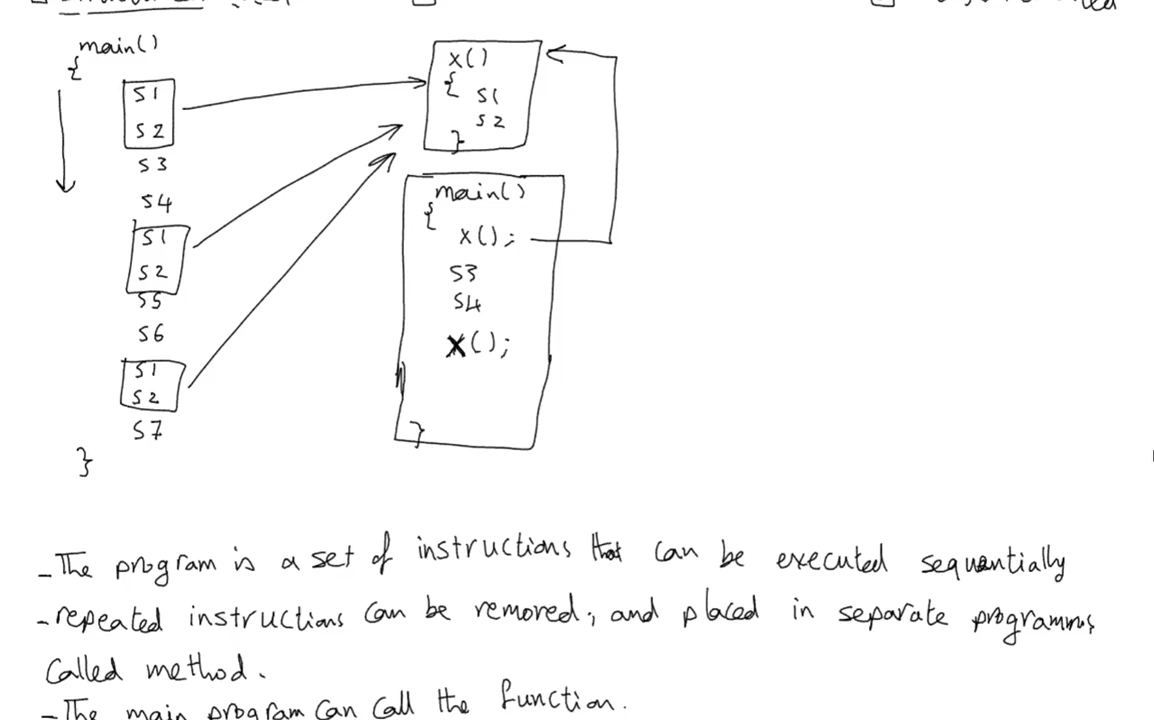 main()
{
S1
S2
S3
S4
S1
S2
S5
S6
S1
S2
S7
}
x()
{
S1
S2
}
main()
{
x();
S3
S4
x();
}
- The program is a set of instructions that can be executed sequentially
- repeated instructions can be removed, and placed in separate programms
called method.
- The main program can call the function.